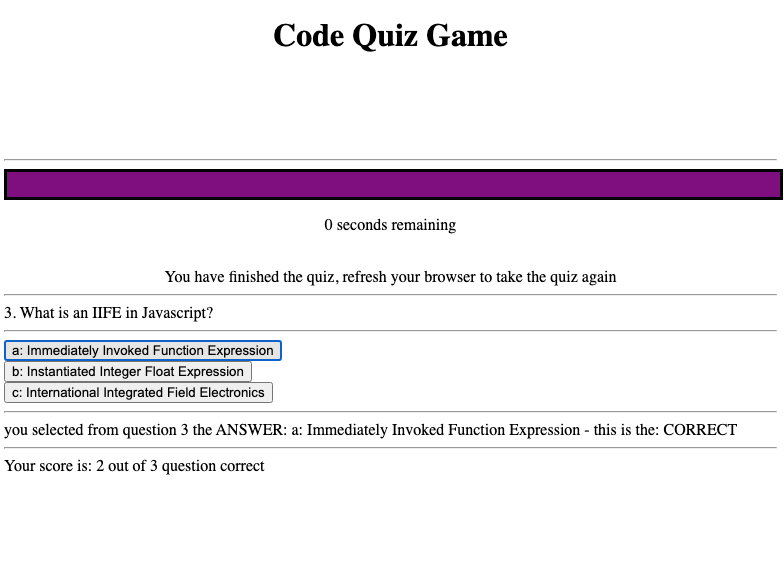 Code Quiz Game
0 seconds remaining
You have finished the quiz, refresh your browser to take the quiz again
3. What is an IIFE in Javascript?
a: Immediately Invoked Function Expression
b: Instantiated Integer Float Expression
c: International Integrated Field Electronics
you selected from question 3 the ANSWER: a: Immediately Invoked Function Expression - this is the: CORRECT
Your score is: 2 out of 3 question correct